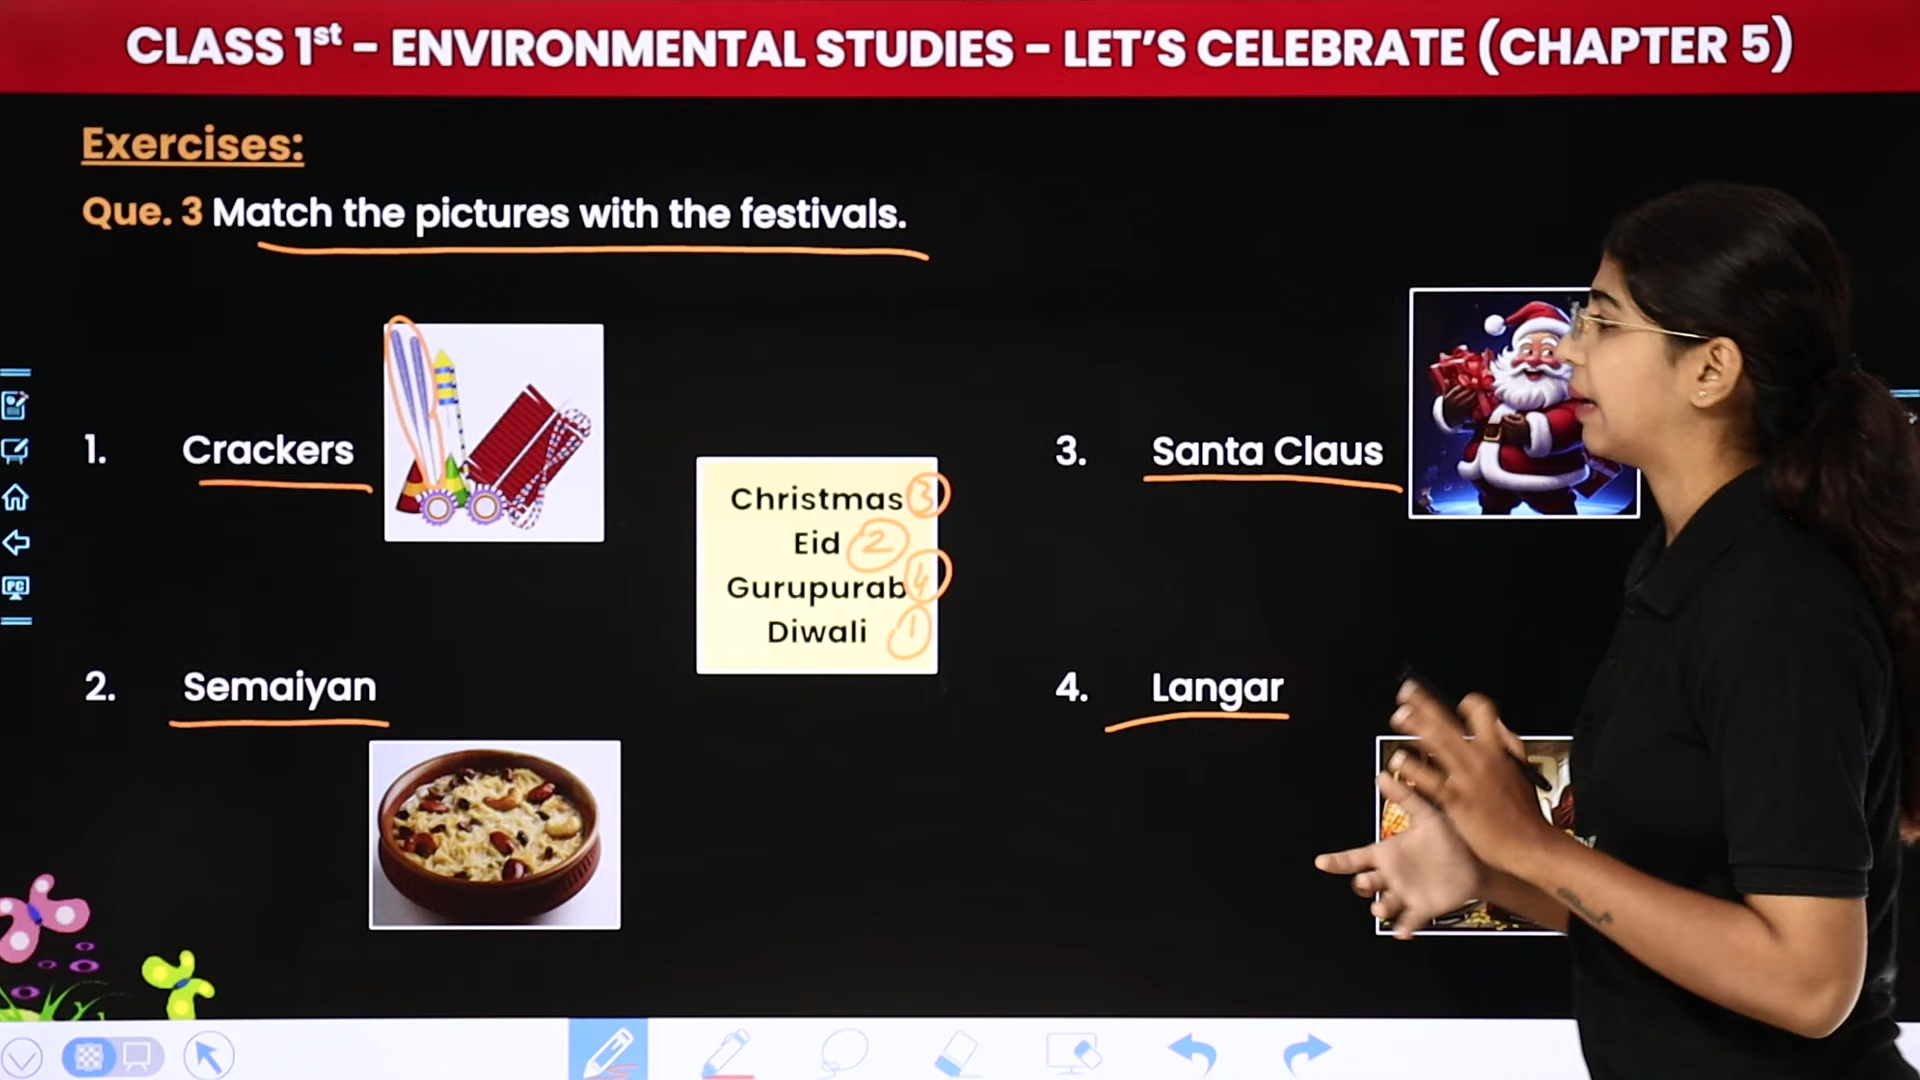 CLASS 1st – ENVIRONMENTAL STUDIES – LET'S CELEBRATE (CHAPTER 5)
Exercises:
Que. 3 Match the pictures with the festivals.
1. Crackers
2. Semaiyan
Christmas 3
Eid 2
Gurupurab 4
Diwali 1
3. Santa Claus
4. Langar
PC